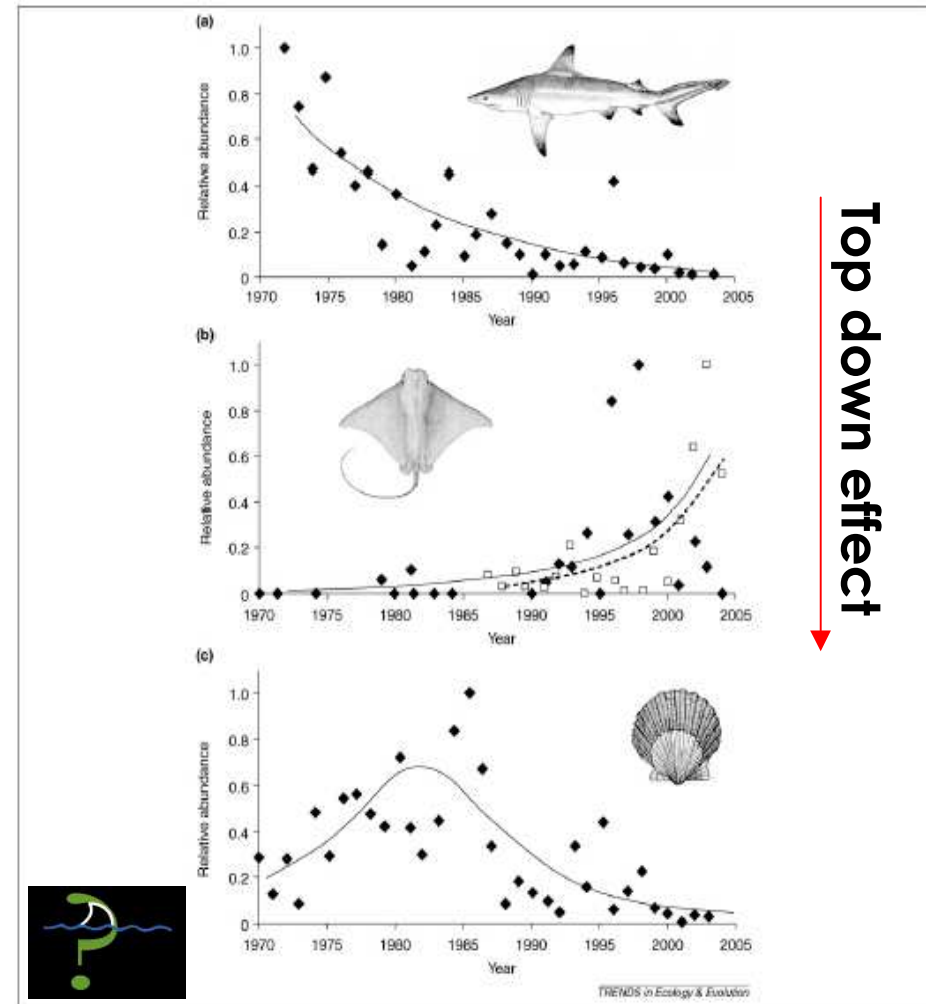 (a)
1.0
0.8
0.6
0.4
0.2
0
Relative abundance
1970 1975 1980 1985 1990 1995 2000 2005
Year
(b)
1.0
0.8
0.6
0.4
0.2
0
Relative abundance
1970 1975 1980 1985 1990 1995 2000 2005
Year
(c)
1.0
0.8
0.6
0.4
0.2
0
Relative abundance
1970 1975 1980 1985 1990 1995 2000 2005
Year
TRENDS in Ecology & Evolution
Top down effect
?